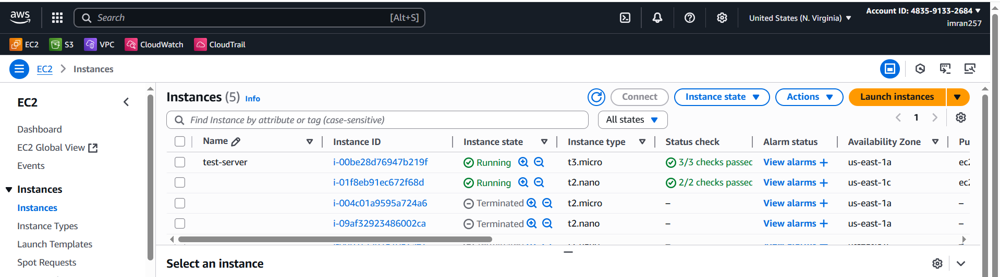 aws Search [Alt+S] United States (N. Virginia) Account ID: 4835-9133-2684
imran257
EC2 S3 VPC CloudWatch CloudTrail
EC2 Instances
EC2
Dashboard
EC2 Global View
Events
Instances
Instances
Instance Types
Launch Templates
Spot Requests
Instances (5) Info Connect Instance state Actions Launch instances
Find Instance by attribute or tag (case-sensitive) All states 1
Name Instance ID Instance state Instance type Status check Alarm status Availability Zone Pu
test-server i-00be28d76947b219f Running t3.micro 3/3 checks passec View alarms + us-east-1a ec2
i-01f8eb91ec672f68d Running t2.nano 2/2 checks passec View alarms + us-east-1c ec2
i-004c01a9595a724a6 Terminated t2.micro – View alarms + us-east-1a –
i-09af32923486002ca Terminated t2.nano – View alarms + us-east-1a –
Select an instance